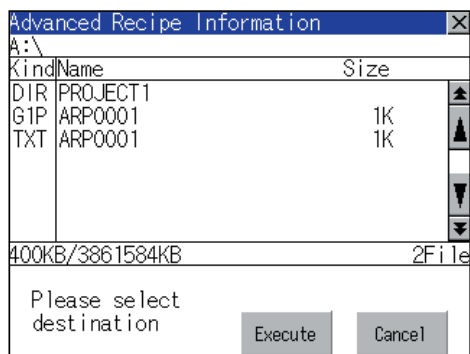 Advanced Recipe Information
A:\
Kind Name Size
DIR PROJECT1
G1P ARP0001 1K
TXT ARP0001 1K
400KB/3861584KB 2File
Please select
destination
Execute Cancel